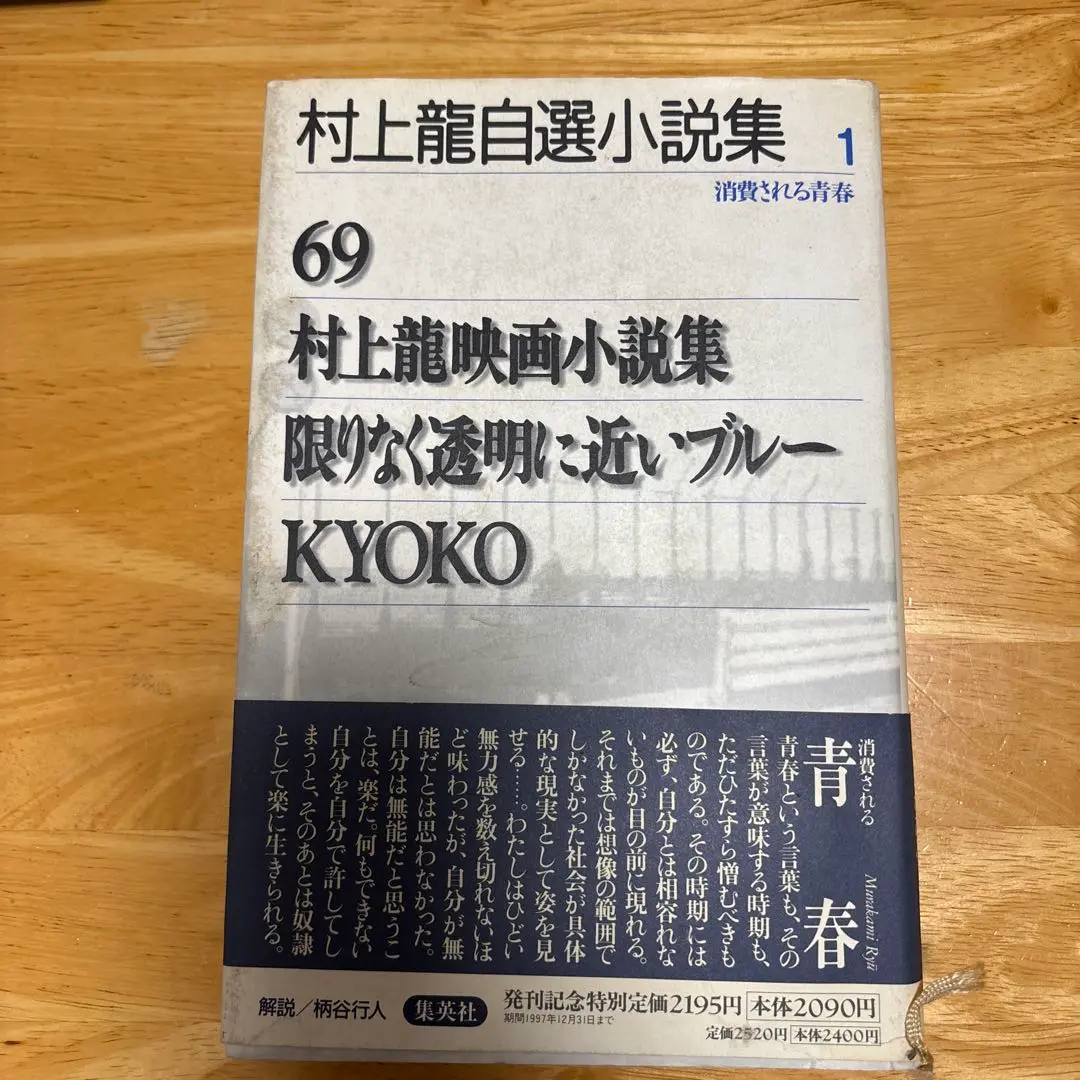 村上龍自選小説集 1
消費される青春
69
村上龍映画小説集
限りなく透明に近いブルー
KYOKO
消費される
青春
Murakami Ryū
青春という言葉も、その
言葉が意味する時期も、
ただひたすら憎むべきも
のである。その時期には
必ず、自分とは相容れな
いものが目の前に現れる。
それまでは想像の範囲で
しかなかった社会が具体
的な現実として姿を見
せる……。わたしはひどい
無力感を数え切れないほ
ど味わったが、自分が無
能だとは思わなかった。
自分は無能だと思うこ
とは、楽だ。何もできない
自分を自分で許してし
まうと、そのあとは奴隷
として楽に生きられる。
解説／柄谷行人 集英社 発刊記念特別定価2195円 本体2090円
期間1997年12月31日まで
定価2520円 本体2400円